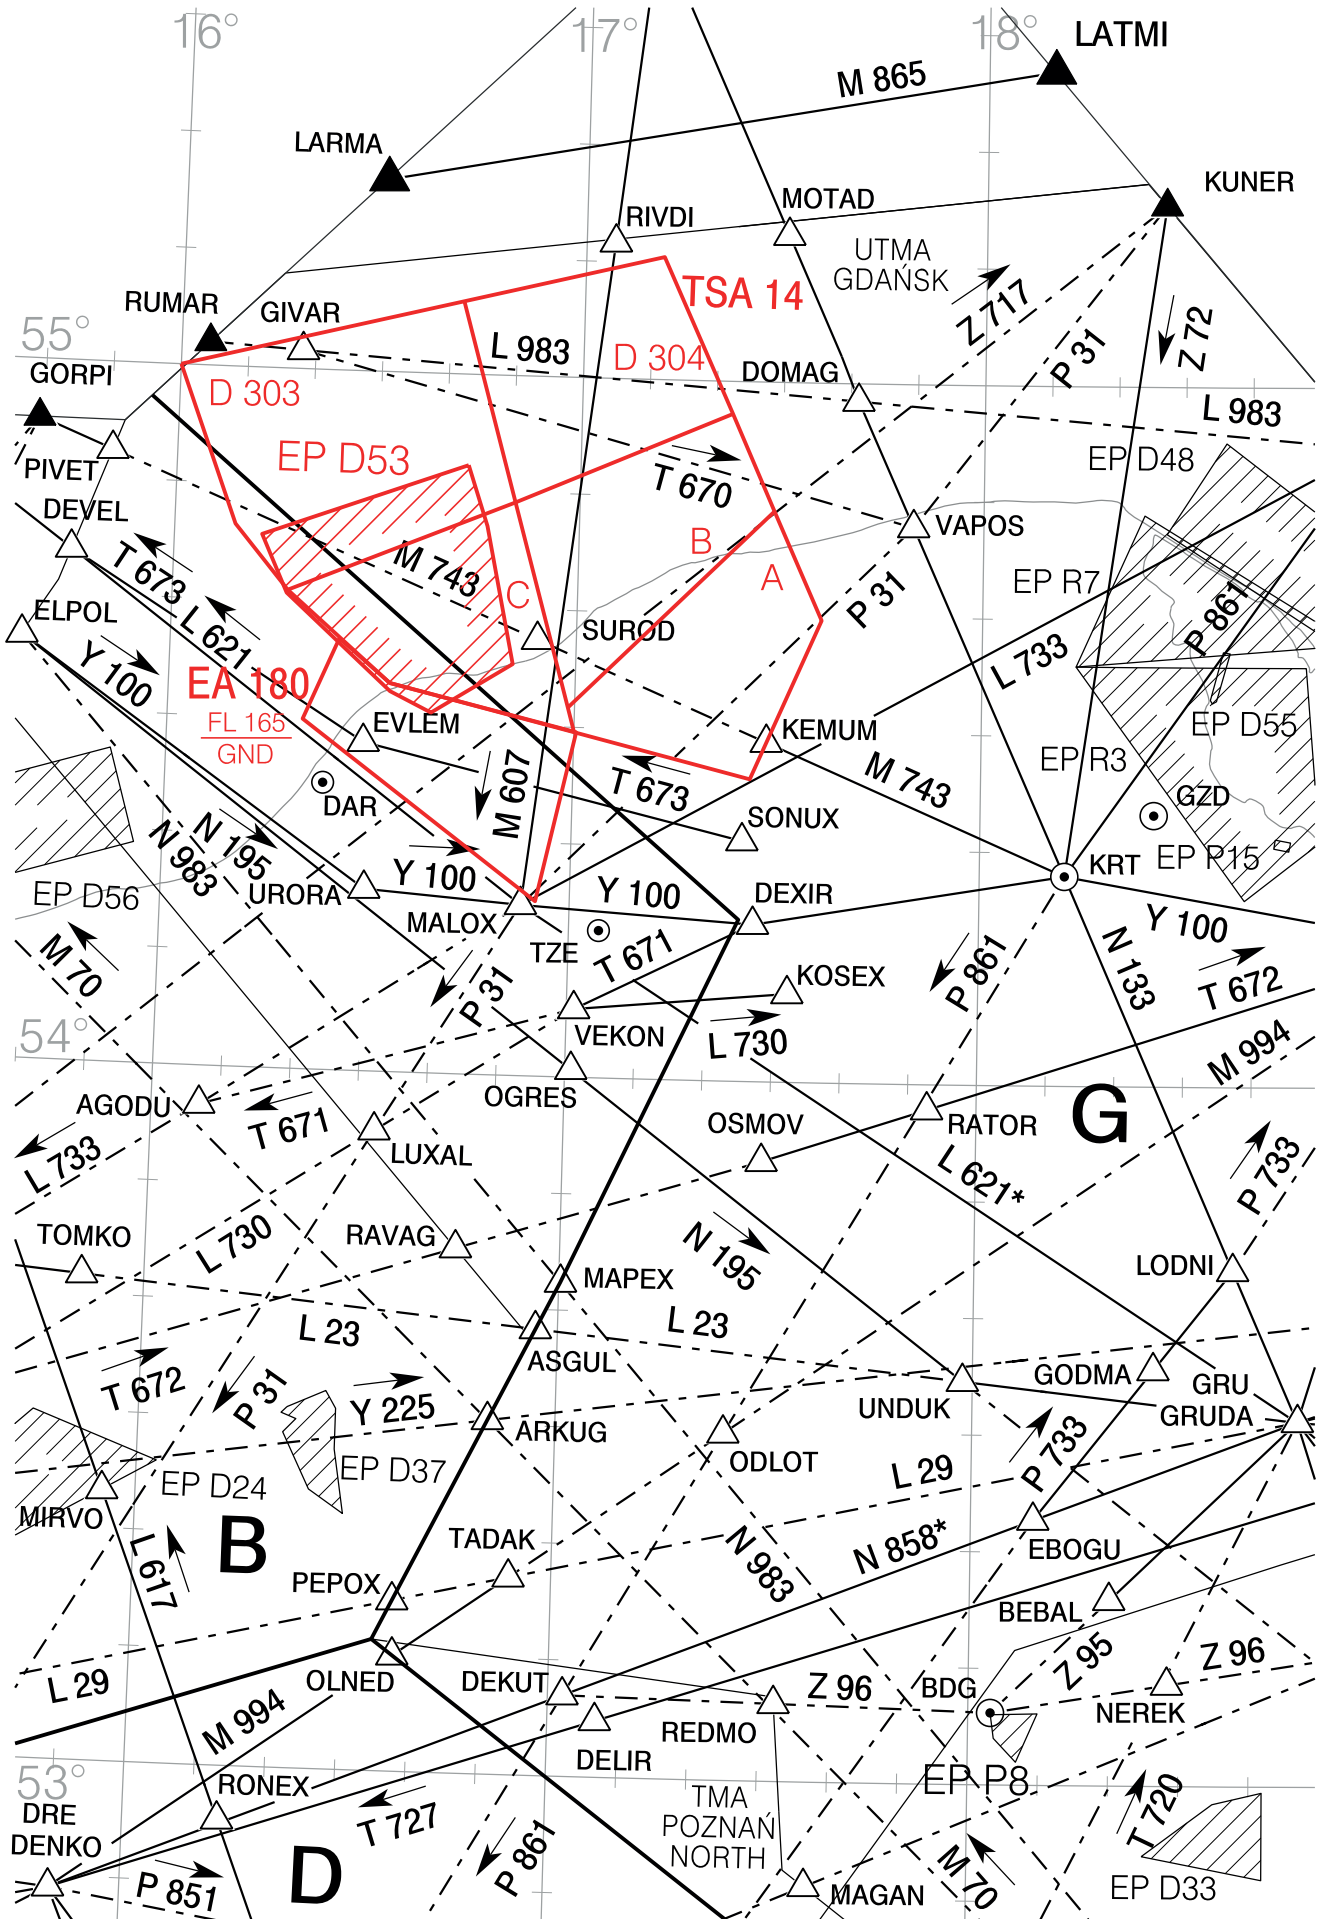 16°
17°
18°
LATMI
M 865
LARMA
KUNER
MOTAD
RIVDI
UTMA
GDAŃSK
TSA 14
Z 717
RUMAR
GIVAR
55°
L 983
D 304
P 31
Z 72
GORPI
DOMAG
D 303
L 983
EP D53
EP D48
PIVET
T 670
DEVEL
VAPOS
B
T 673
M 743
A
EP R7
C
ELPOL
P 31
P 861
L 621
SUROD
Y 100
L 733
EA 180
FL 165
GND
EVLEM
KEMUM
EP D55
EP R3
M 607
T 673
M 743
DAR
GZD
SONUX
N 195
N 983
KRT
EP P15
EP D56
URORA
Y 100
Y 100
DEXIR
MALOX
TZE
T 671
Y 100
M 70
P 31
KOSEX
P 861
N 133
T 672
54°
VEKON
L 730
M 994
OGRES
AGODU
T 671
G
OSMOV
RATOR
L 733
LUXAL
L 621*
P 733
TOMKO
L 730
RAVAG
N 195
MAPEX
LODNI
L 23
L 23
ASGUL
T 672
P 31
Y 225
GODMA
GRU
GRUDA
UNDUK
ARKUG
ODLOT
P 733
EP D24
EP D37
L 29
MIRVO
B
L 617
TADAK
N 983
N 858*
EBOGU
PEPOX
BEBAL
L 29
OLNED
DEKUT
Z 96
BDG
Z 95
Z 96
M 994
REDMO
NEREK
DELIR
53°
RONEX
EP P8
DRE
DENKO
T 727
TMA
POZNAŃ
NORTH
T 720
P 861
D
P 851
M 70
MAGAN
EP D33